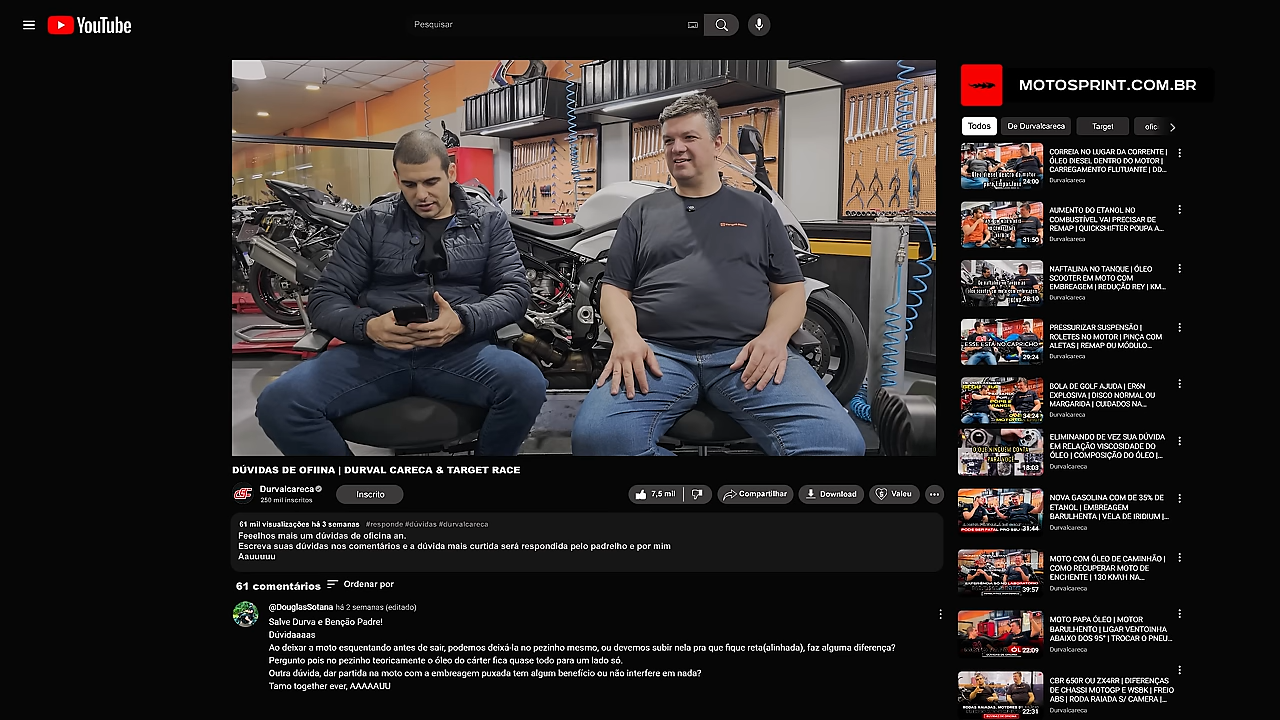 YouTube
Pesquisar
MOTOSPRINT.COM.BR
Todos
De Durvalcareca
Target
ofic
DÚVIDAS DE OFIINA | DURVAL CARECA & TARGET RACE
Durvalcareca
250 mil inscritos
Inscrito
7,5 mil
Compartilhar
Download
Valeu
61 mil visualizações há 3 semanas #responde #dúvidas #durvalcareca
Feeelhos mais um dúvidas de oficina an.
Escreva suas dúvidas nos comentários e a dúvida mais curtida será respondida pelo padrelho e por mim
Aauuuuu
61 comentários
Ordenar por
@DouglasSotana há 2 semanas (editado)
Salve Durva e Benção Padre!
Dúvidaaaas
Ao deixar a moto esquentando antes de sair, podemos deixá-la no pezinho mesmo, ou devemos subir nela pra que fique reta(alinhada), faz alguma diferença?
Pergunto pois no pezinho teoricamente o óleo do cárter fica quase todo para um lado só.
Outra dúvida, dar partida na moto com a embreagem puxada tem algum benefício ou não interfere em nada?
Tamo together ever, AAAAAUU
24:00
CORREIA NO LUGAR DA CORRENTE |
ÓLEO DIESEL DENTRO DO MOTOR |
CARREGAMENTO FLUTUANTE | DD...
Durvalcareca
31:50
AUMENTO DO ETANOL NO
COMBUSTÍVEL VAI PRECISAR DE
REMAP | QUICKSHIFTER POUPA A...
Durvalcareca
28:10
NAFTALINA NO TANQUE | ÓLEO
SCOOTER EM MOTO COM
EMBREAGEM | REDUÇÃO REY | KM...
Durvalcareca
ESSE ESTÁ NO CAPRICHO
29:24
PRESSURIZAR SUSPENSÃO |
ROLETES NO MOTOR | PINÇA COM
ALETAS | REMAP OU MÓDULO...
Durvalcareca
34:24
BOLA DE GOLF AJUDA | ER6N
EXPLOSIVA | DISCO NORMAL OU
MARGARIDA | CUIDADOS NA...
Durvalcareca
O QUE NINGUÉM CONTA
PARA VOCÊ
18:03
ELIMINANDO DE VEZ SUA DÚVIDA
EM RELAÇÃO VISCOSIDADE DO
ÓLEO | COMPOSIÇÃO DO ÓLEO |...
Durvalcareca
31:44
NOVA GASOLINA COM DE 35% DE
ETANOL | EMBREAGEM
BARULHENTA | VELA DE IRIDIUM |...
Durvalcareca
39:57
MOTO COM ÓLEO DE CAMINHÃO |
COMO RECUPERAR MOTO DE
ENCHENTE | 130 KM\H NA...
Durvalcareca
22:09
MOTO PAPA ÓLEO | MOTOR
BARULHENTO | LIGAR VENTOINHA
ABAIXO DOS 95° | TROCAR O PNEU...
Durvalcareca
22:31
CBR 650R OU ZX4RR | DIFERENÇAS
DE CHASSI MOTOGP E WSBK | FREIO
ABS | RODA RAIADA S/ CAMERA |...
Durvalcareca